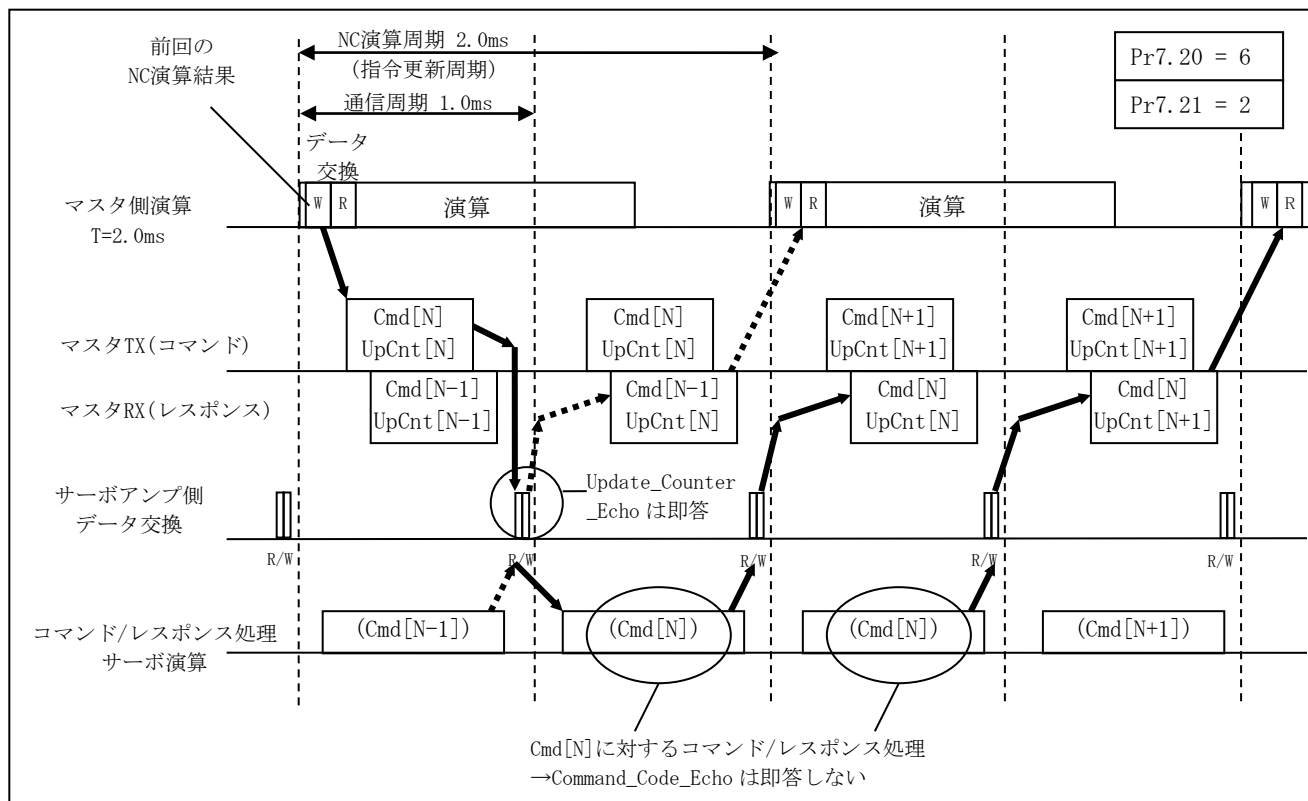 前回の
NC演算結果
NC演算周期 2.0ms
(指令更新周期)
通信周期 1.0ms
Pr7.20 = 6
Pr7.21 = 2
データ
交換
マスタ側演算
T=2.0ms
W R 演算
W R 演算
W R
マスタTX(コマンド)
Cmd[N]
UpCnt[N]
Cmd[N]
UpCnt[N]
Cmd[N+1]
UpCnt[N+1]
Cmd[N+1]
UpCnt[N+1]
マスタRX(レスポンス)
Cmd[N-1]
UpCnt[N-1]
Cmd[N-1]
UpCnt[N]
Cmd[N]
UpCnt[N]
Cmd[N]
UpCnt[N+1]
サーボアンプ側
データ交換
Update_Counter
_Echo は即答
R/W R/W R/W R/W R/W
コマンド/レスポンス処理
サーボ演算
(Cmd[N-1]) (Cmd[N]) (Cmd[N]) (Cmd[N+1])
Cmd[N]に対するコマンド/レスポンス処理
→Command_Code_Echo は即答しない